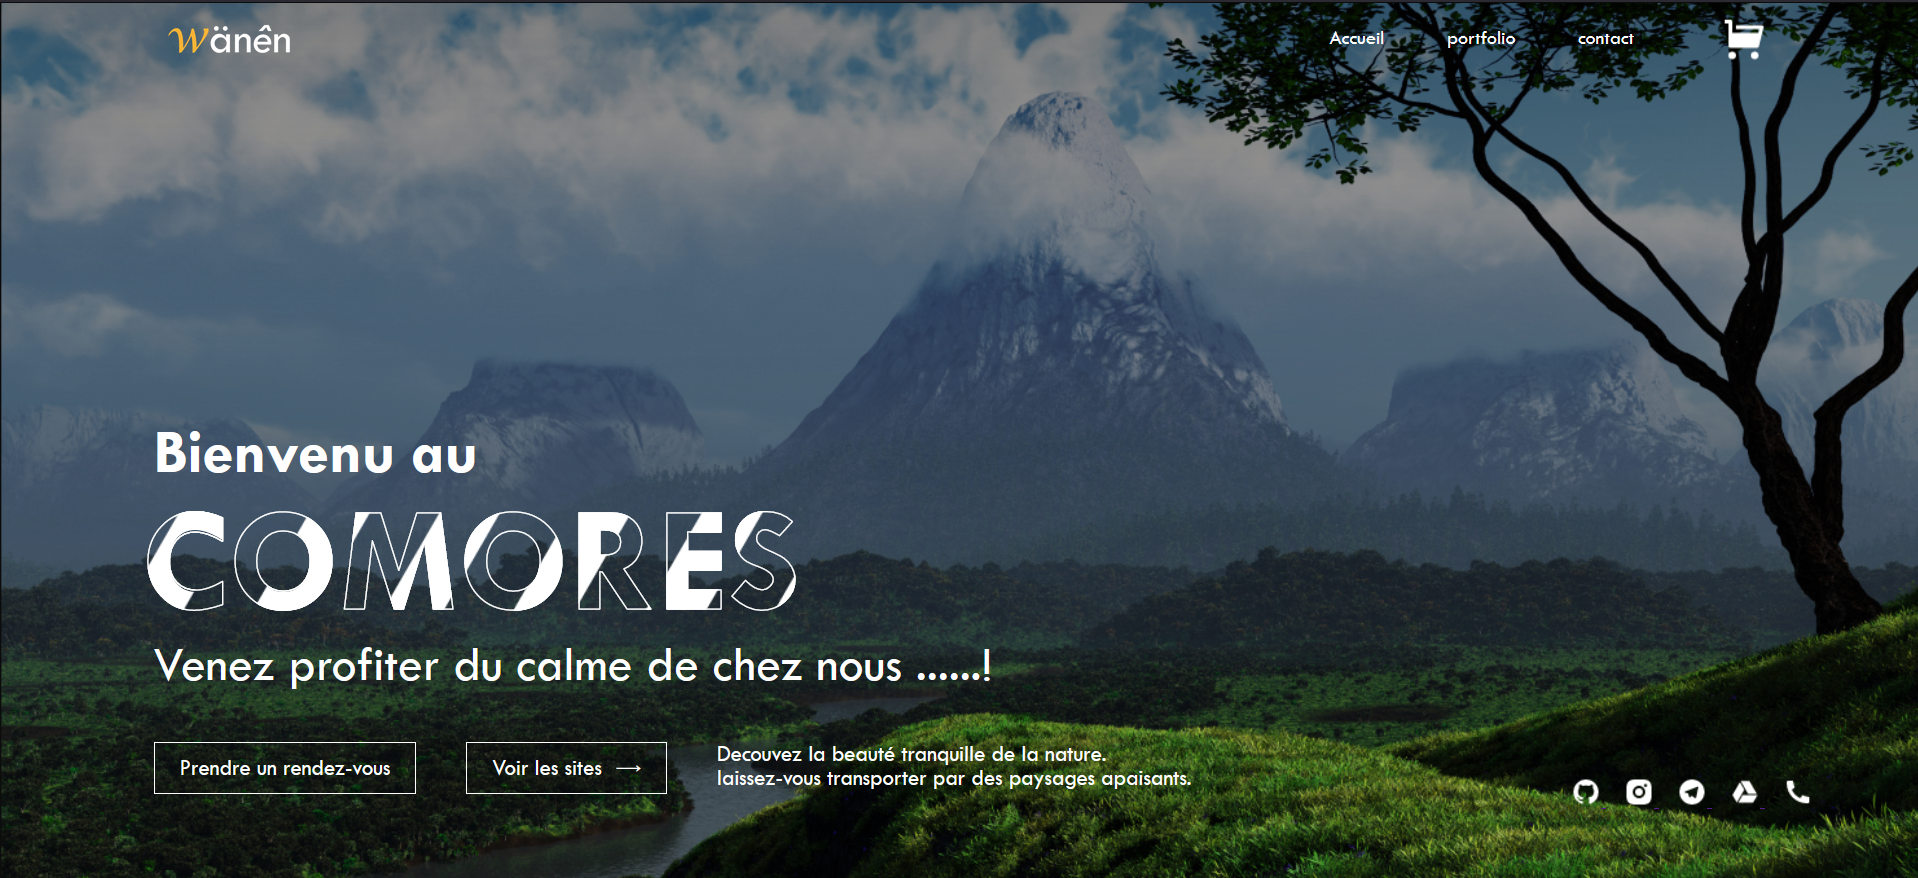 Wänên
Accueil portfolio contact
Bienvenu au
COMORES
Venez profiter du calme de chez nous ......!
Prendre un rendez-vous
Voir les sites →
Decouvez la beauté tranquille de la nature.
laissez-vous transporter par des paysages apaisants.